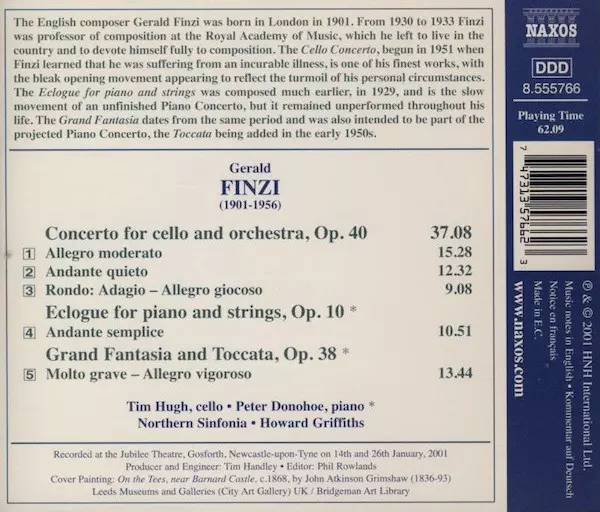 The English composer Gerald Finzi was born in London in 1901. From 1930 to 1933 Finzi
was professor of composition at the Royal Academy of Music, which he left to live in the
country and to devote himself fully to composition. The Cello Concerto, begun in 1951 when
Finzi learned that he was suffering from an incurable illness, is one of his finest works, with
the bleak opening movement appearing to reflect the turmoil of his personal circumstances.
The Eclogue for piano and strings was composed much earlier, in 1929, and is the slow
movement of an unfinished Piano Concerto, but it remained unperformed throughout his
life. The Grand Fantasia dates from the same period and was also intended to be part of the
projected Piano Concerto, the Toccata being added in the early 1950s.
Gerald
FINZI
(1901-1956)
Concerto for cello and orchestra, Op. 40 37.08
1 Allegro moderato 15.28
2 Andante quieto 12.32
3 Rondo: Adagio – Allegro giocoso 9.08
Eclogue for piano and strings, Op. 10 *
4 Andante semplice 10.51
Grand Fantasia and Toccata, Op. 38 *
5 Molto grave – Allegro vigoroso 13.44
Tim Hugh, cello • Peter Donohoe, piano *
Northern Sinfonia • Howard Griffiths
Recorded at the Jubilee Theatre, Gosforth, Newcastle-upon-Tyne on 14th and 26th January, 2001
Producer and Engineer: Tim Handley • Editor: Phil Rowlands
Cover Painting: On the Tees, near Barnard Castle, c.1868, by John Atkinson Grimshaw (1836-93)
Leeds Museums and Galleries (City Art Gallery) UK / Bridgeman Art Library
NAXOS
DDD
8.555766
Playing Time
62.09
7 47313 57662 3
www.naxos.com
℗ & © 2001 HNH International Ltd.
Music notes in English • Kommentar auf Deutsch
Notice en français
Made in E.C.